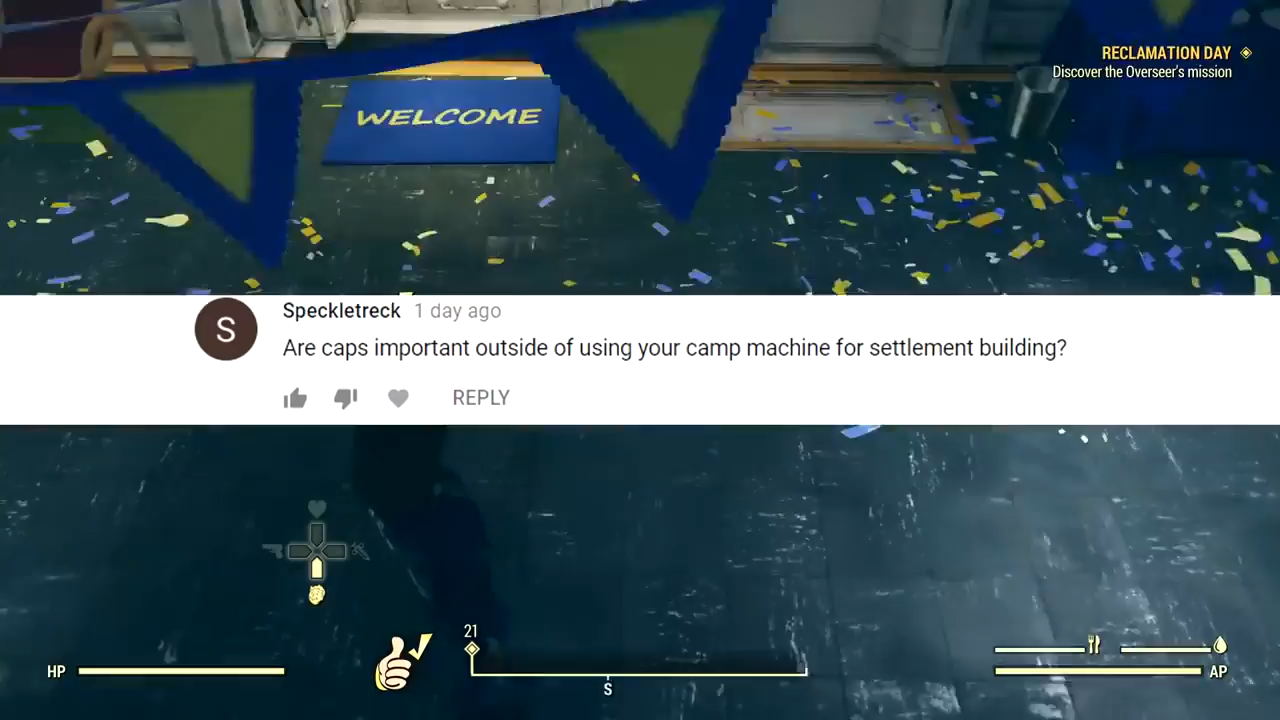 RECLAMATION DAY
Discover the Overseer's mission
WELCOME
S
Speckletreck 1 day ago
Are caps important outside of using your camp machine for settlement building?
REPLY
21
HP
S
AP